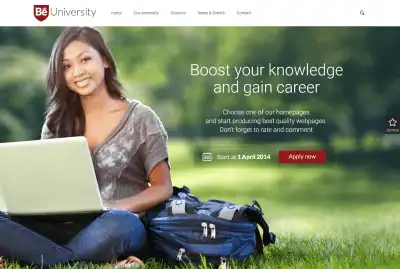 Bē University
Home Our university Courses News & Events Contact
Boost your knowledge
and gain career
Choose one of our homepages
and start producing best quality webpages
Don't forget to rate and comment
Start at 1 April 2014 Apply now
demos